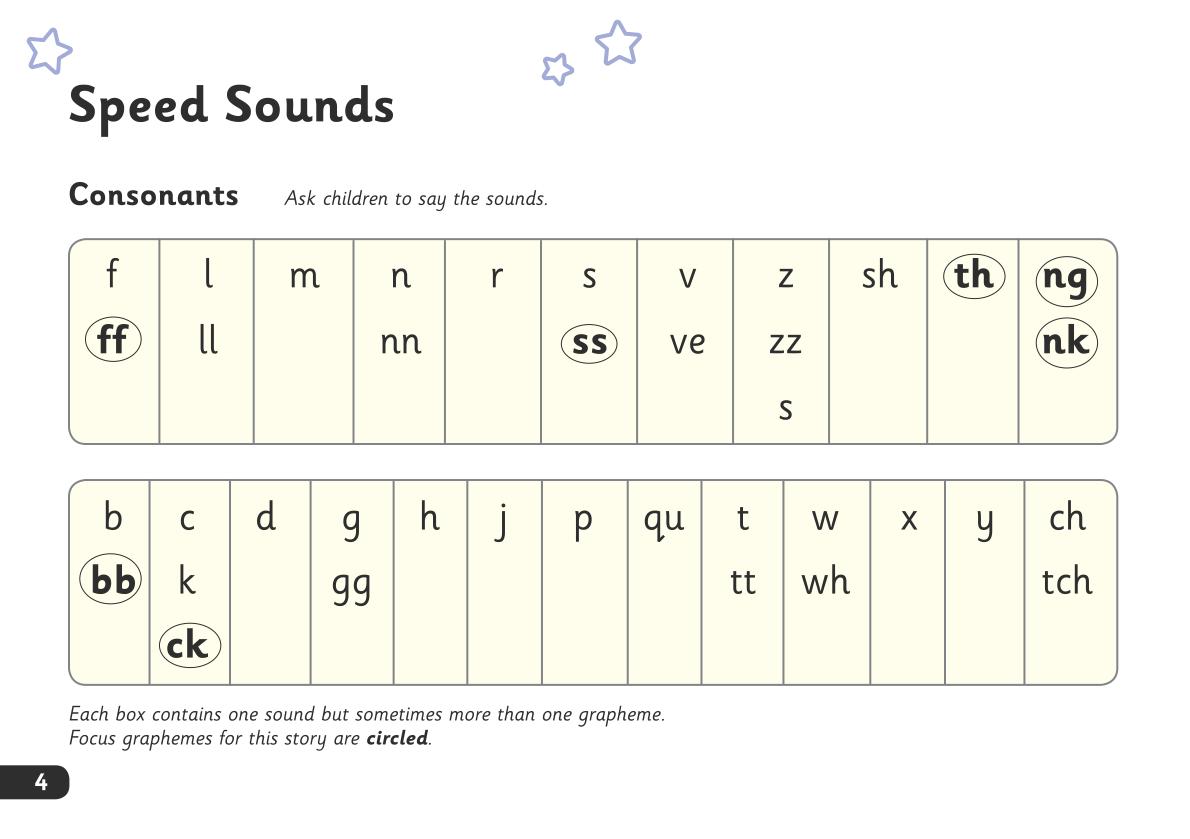 Speed Sounds
Consonants Ask children to say the sounds.
f l m n r s v z sh th ng
ff ll nn ss ve zz nk
s
b c d g h j p qu t w x y ch
bb k gg tt wh tch
ck
Each box contains one sound but sometimes more than one grapheme.
Focus graphemes for this story are circled.
4